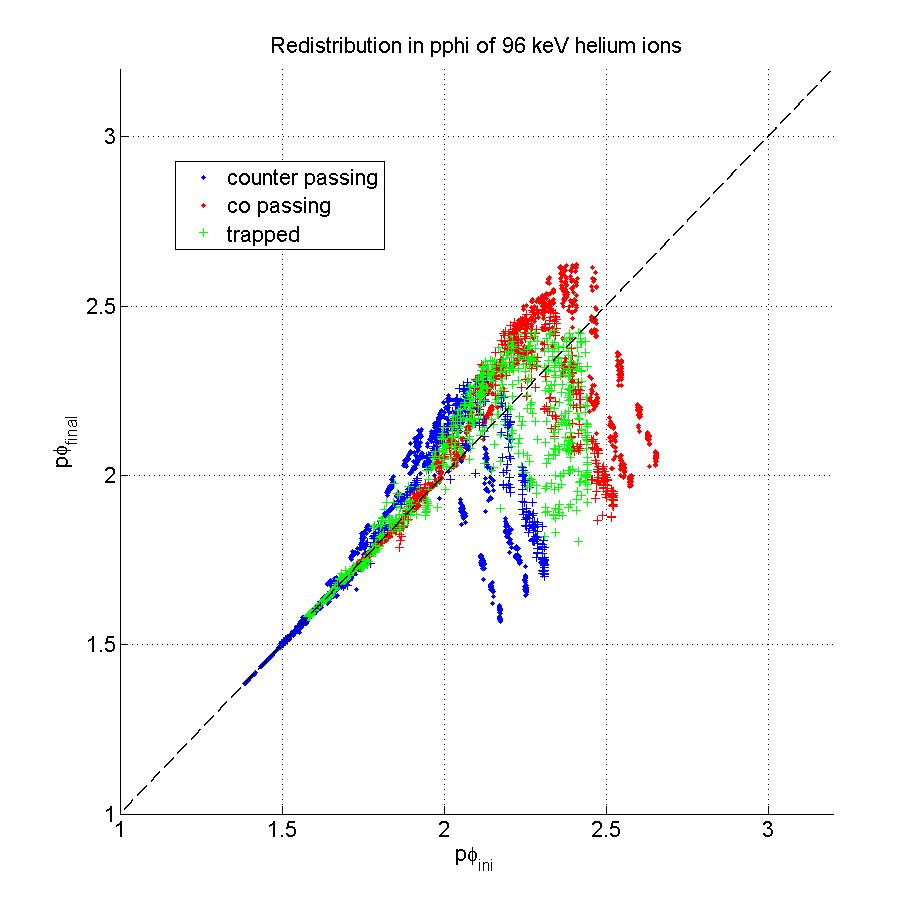 Redistribution in pphi of 96 keV helium ions
3
counter passing
co passing
trapped
2.5
pϕfinal
2
1.5
1
1 1.5 2 2.5 3
pϕini